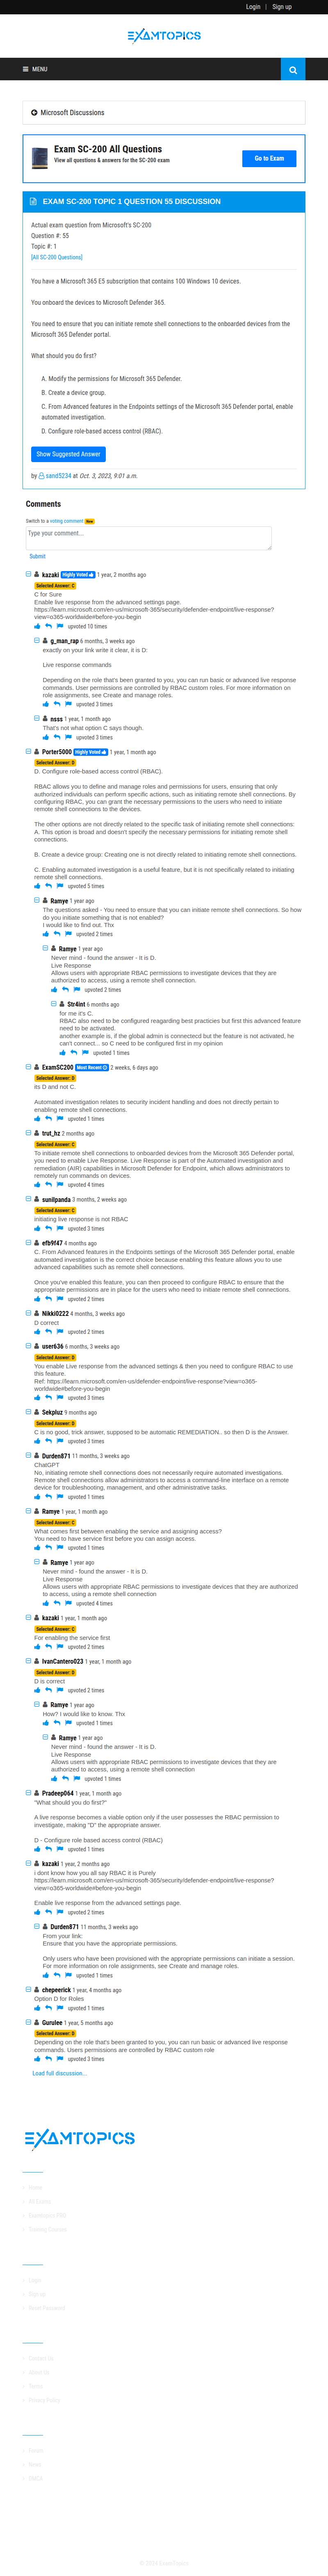 Login | Sign up
EXAMTOPICS
MENU
Microsoft Discussions
Exam SC-200 All Questions
View all questions & answers for the SC-200 exam
Go to Exam
EXAM SC-200 TOPIC 1 QUESTION 55 DISCUSSION
Actual exam question from Microsoft's SC-200
Question #: 55
Topic #: 1
[All SC-200 Questions]
You have a Microsoft 365 E5 subscription that contains 100 Windows 10 devices.
You onboard the devices to Microsoft Defender 365.
You need to ensure that you can initiate remote shell connections to the onboarded devices from the
Microsoft 365 Defender portal.
What should you do first?
A. Modify the permissions for Microsoft 365 Defender.
B. Create a device group.
C. From Advanced features in the Endpoints settings of the Microsoft 365 Defender portal, enable
automated investigation.
D. Configure role-based access control (RBAC).
Show Suggested Answer
by sand5234 at Oct. 3, 2023, 9:01 a.m.
Comments
Switch to a voting comment New
Type your comment...
Submit
kazaki Highly Voted 1 year, 2 months ago
Selected Answer: C
C for Sure
Enable live response from the advanced settings page.
https://learn.microsoft.com/en-us/microsoft-365/security/defender-endpoint/live-response?
view=o365-worldwide#before-you-begin
upvoted 10 times
g_man_rap 6 months, 3 weeks ago
exactly on your link write it clear, it is D:
Live response commands
Depending on the role that's been granted to you, you can run basic or advanced live response
commands. User permissions are controlled by RBAC custom roles. For more information on
role assignments, see Create and manage roles.
upvoted 3 times
nsss 1 year, 1 month ago
That's not what option C says though.
upvoted 3 times
Porter5000 Highly Voted 1 year, 1 month ago
Selected Answer: D
D. Configure role-based access control (RBAC).
RBAC allows you to define and manage roles and permissions for users, ensuring that only
authorized individuals can perform specific actions, such as initiating remote shell connections. By
configuring RBAC, you can grant the necessary permissions to the users who need to initiate remote
shell connections to the devices.
The other options are not directly related to the specific task of initiating remote shell connections:
A. This option is broad and doesn't specify the necessary permissions for initiating remote shell
connections.
B. Create a device group: Creating one is not directly related to initiating remote shell connections.
C. Enabling automated investigation is a useful feature, but it is not specifically related to initiating
remote shell connections.
upvoted 5 times
Ramye 1 year ago
The questions asked - You need to ensure that you can initiate remote shell connections. So how
do you initiate something that is not enabled?
I would like to find out. Thx
upvoted 2 times
Ramye 1 year ago
Never mind - found the answer - It is D.
Live Response
Allows users with appropriate RBAC permissions to investigate devices that they are
authorized to access, using a remote shell connection.
upvoted 2 times
Str4int 6 months ago
for me it's C.
RBAC also need to be configured reagarding best practicies but first this advanced feature
need to be activated.
another example is, if the global admin is connected but the feature is not activated, he
can't connect... so C need to be configured first in my opinion
upvoted 1 times
ExamSC200 Most Recent 2 weeks, 6 days ago
Selected Answer: D
its D and not C.
Automated investigation relates to security incident handling and does not directly pertain to
enabling remote shell connections.
upvoted 1 times
trut_hz 2 months ago
Selected Answer: C
To initiate remote shell connections to onboarded devices from the Microsoft 365 Defender portal,
you need to enable Live Response. Live Response is part of the Automated investigation and
remediation (AIR) capabilities in Microsoft Defender for Endpoint, which allows administrators to
remotely run commands on devices.
upvoted 4 times
sunilpanda 3 months, 2 weeks ago
Selected Answer: C
initiating live response is not RBAC
upvoted 3 times
efb9f47 4 months ago
C. From Advanced features in the Endpoints settings of the Microsoft 365 Defender portal, enable
automated investigation is the correct choice because enabling this feature allows you to use
advanced capabilities such as remote shell connections.
Once you've enabled this feature, you can then proceed to configure RBAC to ensure that the
appropriate permissions are in place for the users who need to initiate remote shell connections.
upvoted 2 times
Nikki0222 4 months, 3 weeks ago
D correct
upvoted 2 times
user636 6 months, 3 weeks ago
Selected Answer: D
You enable Live response from the advanced settings & then you need to configure RBAC to use
this feature.
Ref: https://learn.microsoft.com/en-us/defender-endpoint/live-response?view=o365-
worldwide#before-you-begin
upvoted 3 times
Sekpluz 9 months ago
Selected Answer: D
C is no good, trick answer, supposed to be automatic REMEDIATION.. so then D is the Answer.
upvoted 3 times
Durden871 11 months, 3 weeks ago
ChatGPT
No, initiating remote shell connections does not necessarily require automated investigations.
Remote shell connections allow administrators to access a command-line interface on a remote
device for troubleshooting, management, and other administrative tasks.
upvoted 1 times
Ramye 1 year, 1 month ago
Selected Answer: C
What comes first between enabling the service and assigning access?
You need to have service first before you can assign access.
upvoted 1 times
Ramye 1 year ago
Never mind - found the answer - It is D.
Live Response
Allows users with appropriate RBAC permissions to investigate devices that they are authorized
to access, using a remote shell connection
upvoted 4 times
kazaki 1 year, 1 month ago
Selected Answer: C
For enabling the service first
upvoted 2 times
IvanCantero023 1 year, 1 month ago
Selected Answer: D
D is correct
upvoted 2 times
Ramye 1 year ago
How? I would like to know. Thx
upvoted 1 times
Ramye 1 year ago
Never mind - found the answer - It is D.
Live Response
Allows users with appropriate RBAC permissions to investigate devices that they are
authorized to access, using a remote shell connection
upvoted 1 times
Pradeep064 1 year, 1 month ago
"What should you do first?"
A live response becomes a viable option only if the user possesses the RBAC permission to
investigate, making "D" the appropriate answer.
D - Configure role based access control (RBAC)
upvoted 1 times
kazaki 1 year, 2 months ago
i dont know how you all say RBAC it is Purely
https://learn.microsoft.com/en-us/microsoft-365/security/defender-endpoint/live-response?
view=o365-worldwide#before-you-begin
Enable live response from the advanced settings page.
upvoted 2 times
Durden871 11 months, 3 weeks ago
From your link:
Ensure that you have the appropriate permissions.
Only users who have been provisioned with the appropriate permissions can initiate a session.
For more information on role assignments, see Create and manage roles.
upvoted 1 times
chepeerick 1 year, 4 months ago
Option D for Roles
upvoted 1 times
Gurulee 1 year, 5 months ago
Selected Answer: D
Depending on the role that's been granted to you, you can run basic or advanced live response
commands. Users permissions are controlled by RBAC custom role
upvoted 3 times
Load full discussion...
EXAMTOPICS
Home
All Exams
Login
Sign up
Reset Password
Contact Us
About Us
Privacy Policy
Forum
News
DMCA